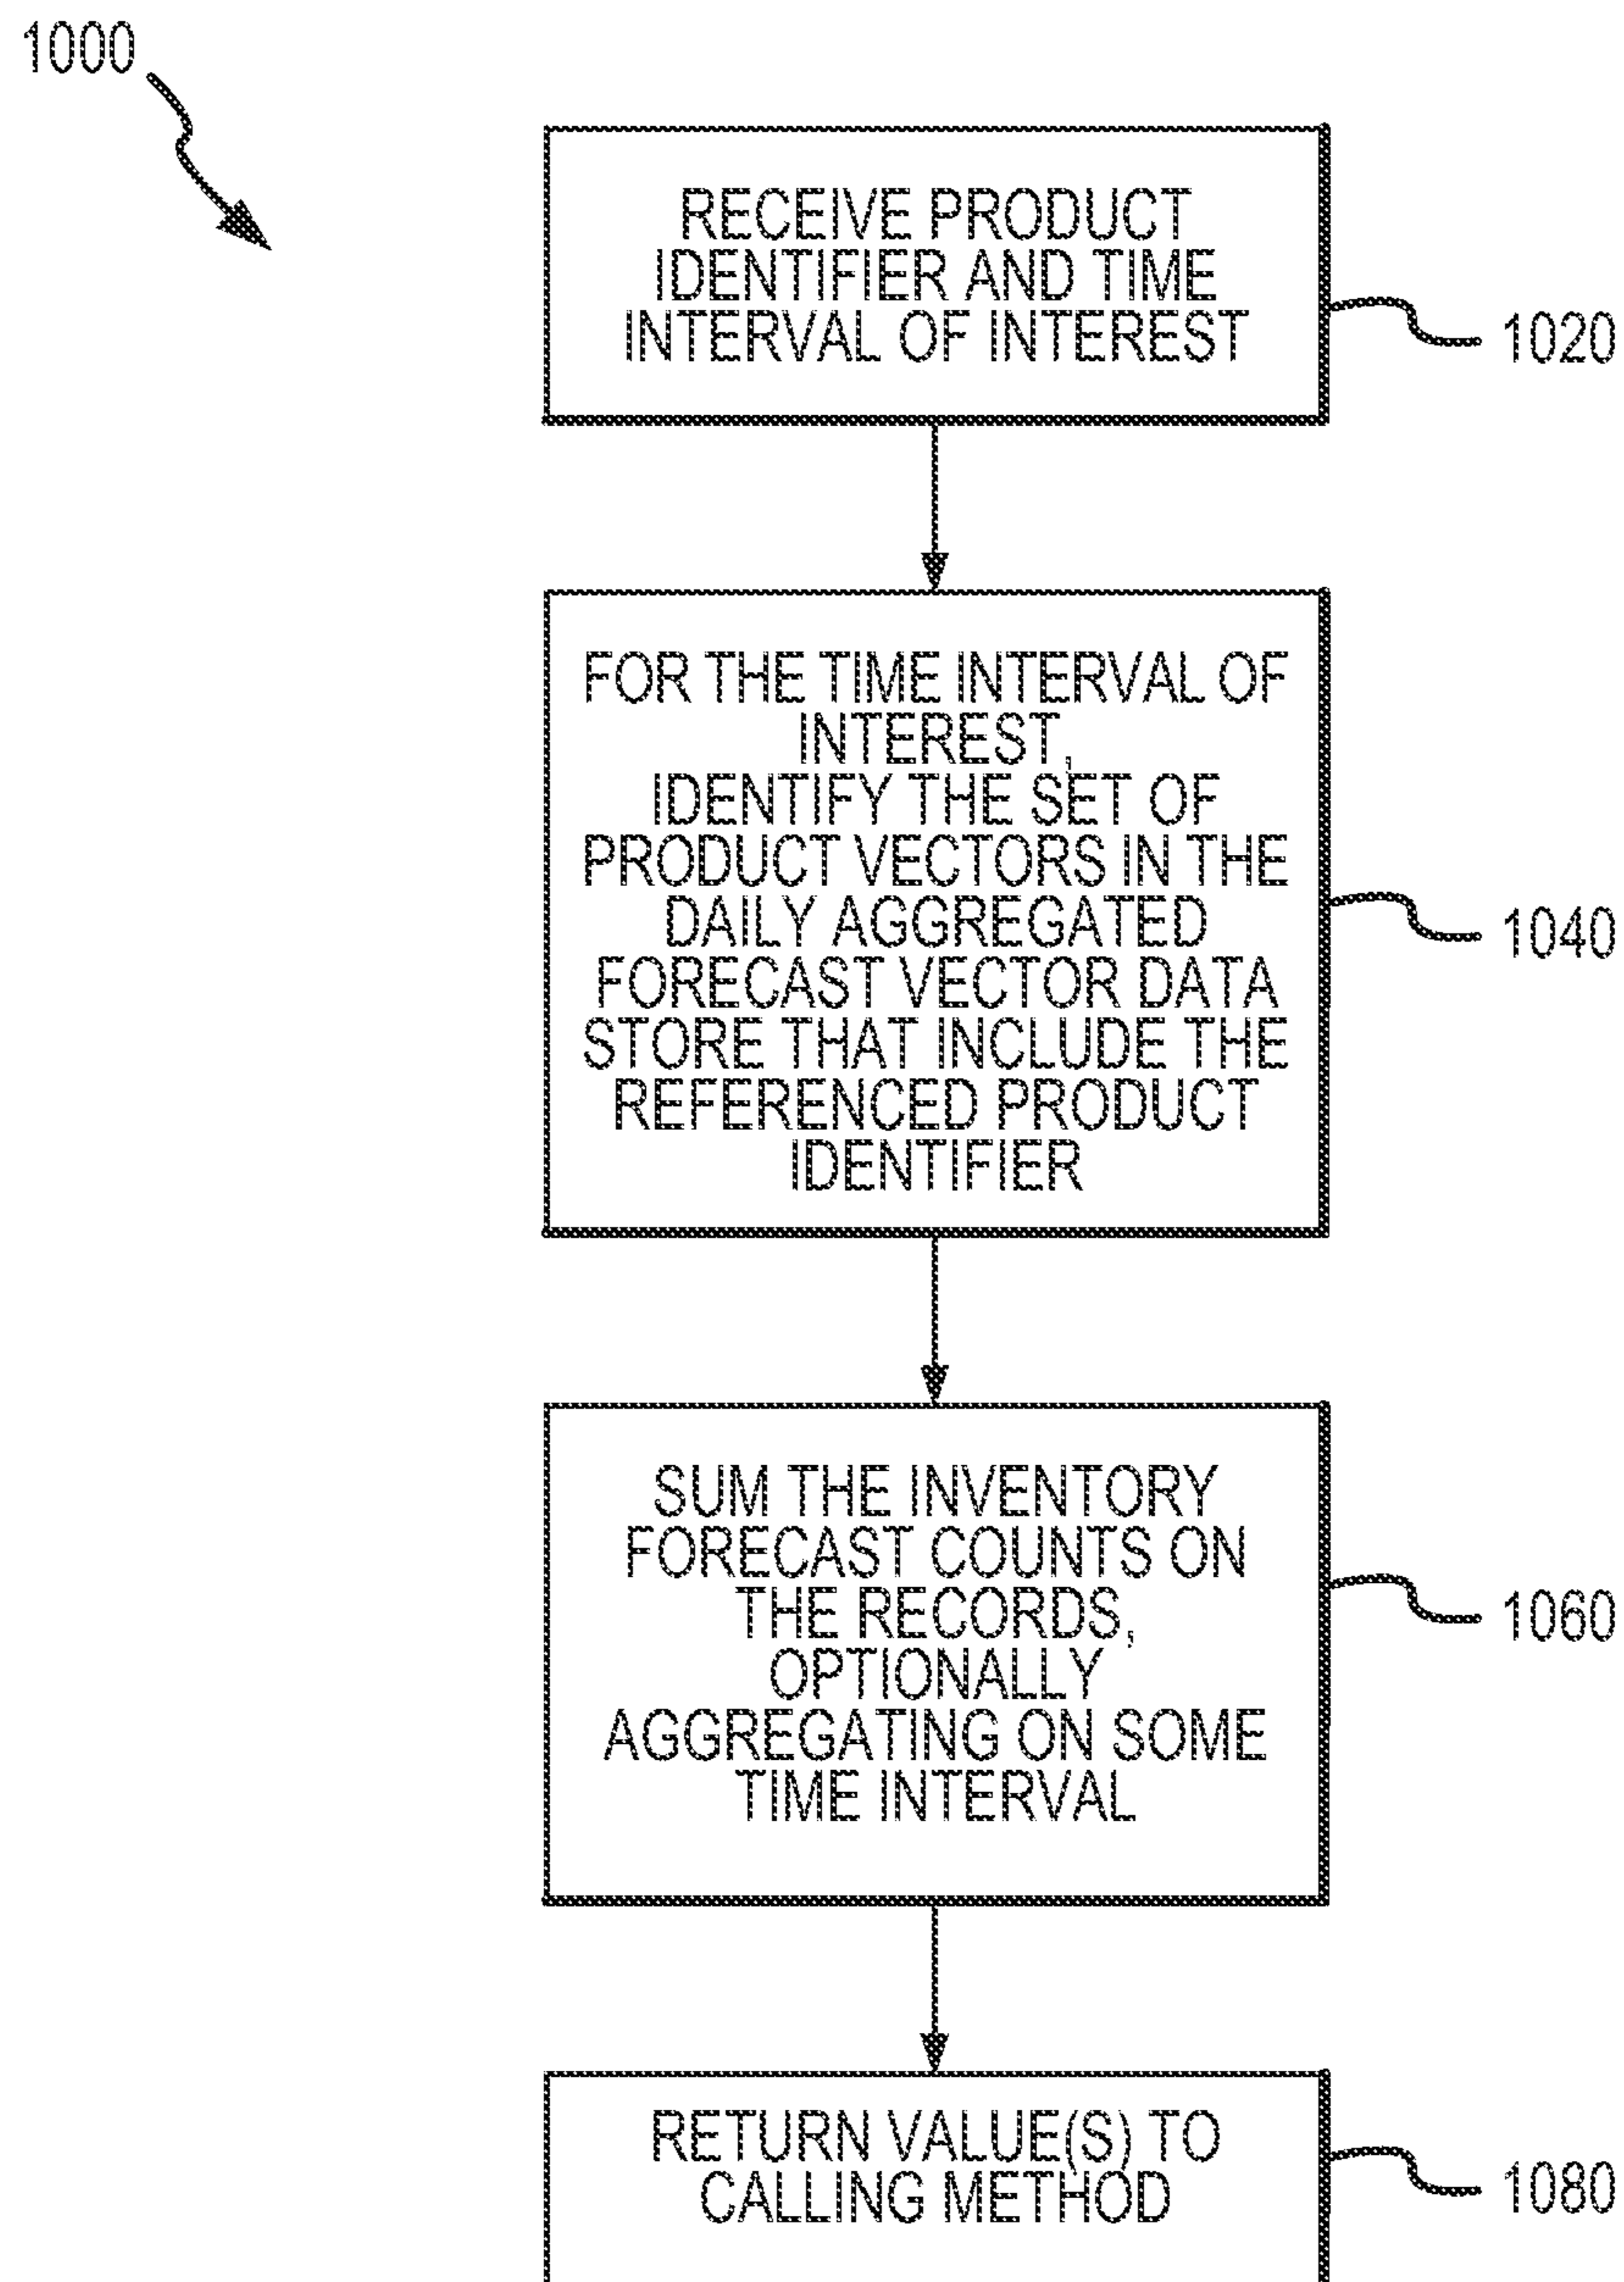 1000
RECEIVE PRODUCT
IDENTIFIER AND TIME
INTERVAL OF INTEREST
1020
FOR THE TIME INTERVAL OF
INTEREST,
IDENTIFY THE SET OF
PRODUCT VECTORS IN THE
DAILY AGGREGATED
FORECAST VECTOR DATA
STORE THAT INCLUDE THE
REFERENCED PRODUCT
IDENTIFIER
1040
SUM THE INVENTORY
FORECAST COUNTS ON
THE RECORDS,
OPTIONALLY
AGGREGATING ON SOME
TIME INTERVAL
1060
RETURN VALUE(S) TO
CALLING METHOD
1080